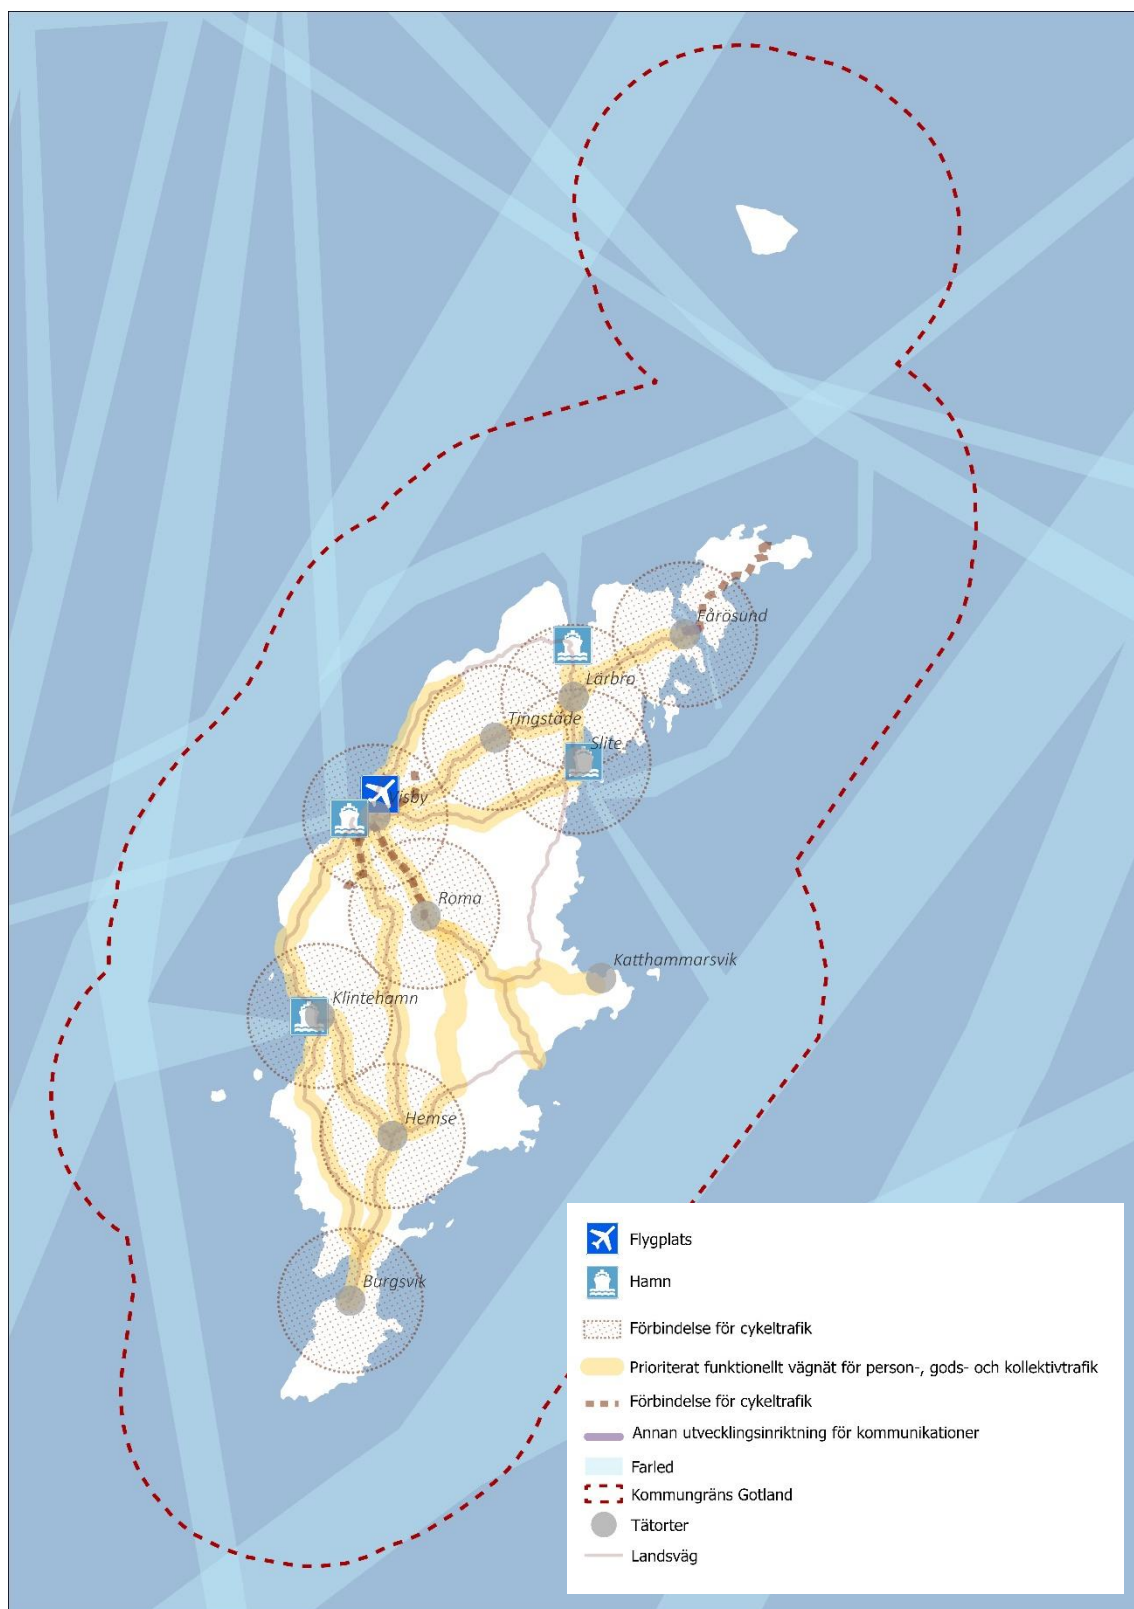 Fårösund
Lärbro
Tingstäde
Slite
Visby
Roma
Katthammarsvik
Klintehamn
Hemse
Burgsvik
Flygplats
Hamn
Förbindelse för cykeltrafik
Prioriterat funktionellt vägnät för person-, gods- och kollektivtrafik
Förbindelse för cykeltrafik
Annan utvecklingsinriktning för kommunikationer
Farled
Kommungräns Gotland
Tätorter
Landsväg